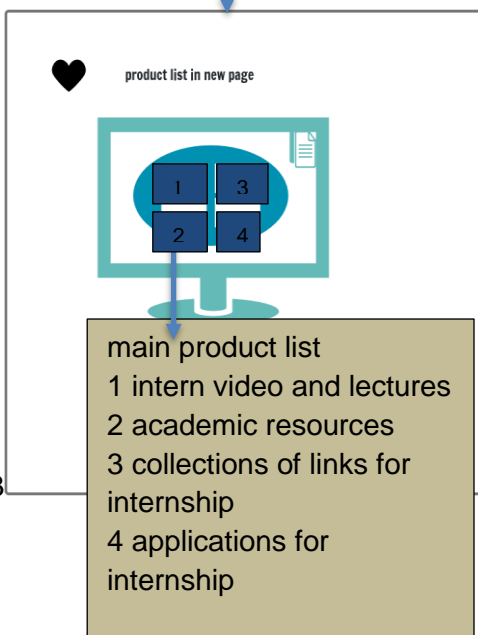 product list in new page
1 3
2 4
main product list
1 intern video and lectures
2 academic resources
3 collections of links for
internship
4 applications for
internship